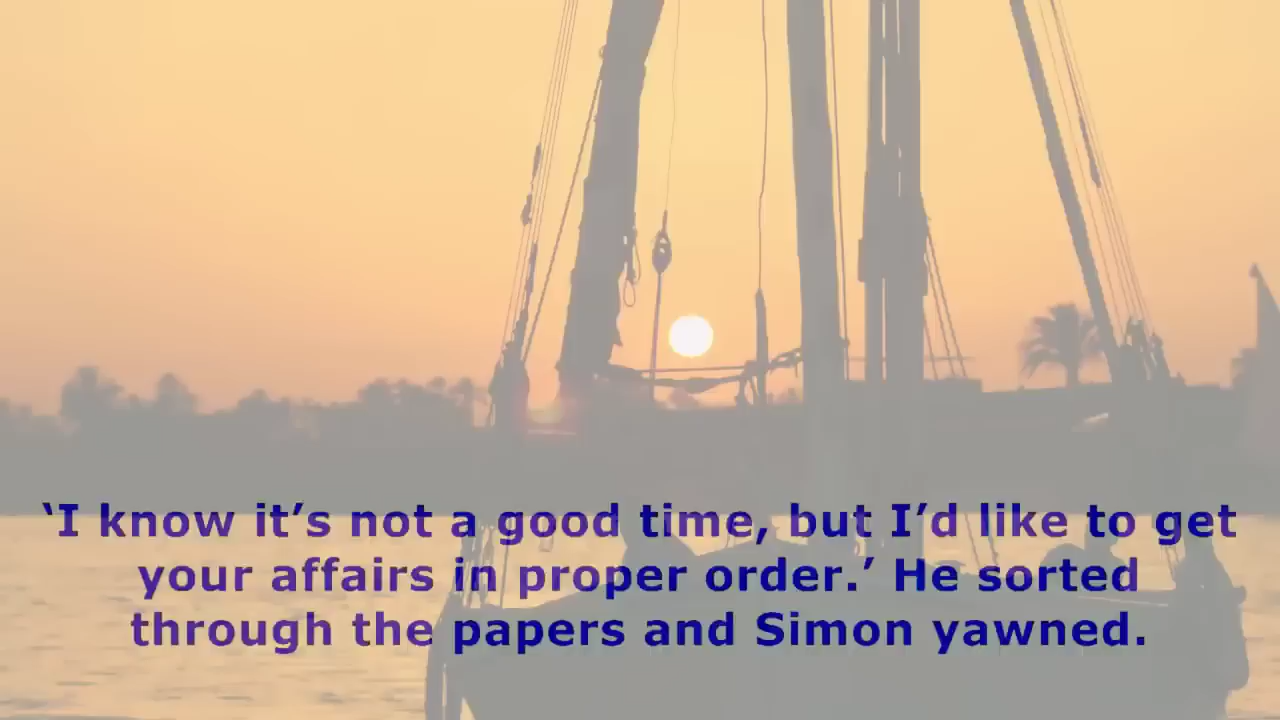 ‘I know it’s not a good time, but I’d like to get
your affairs in proper order.’ He sorted
through the papers and Simon yawned.